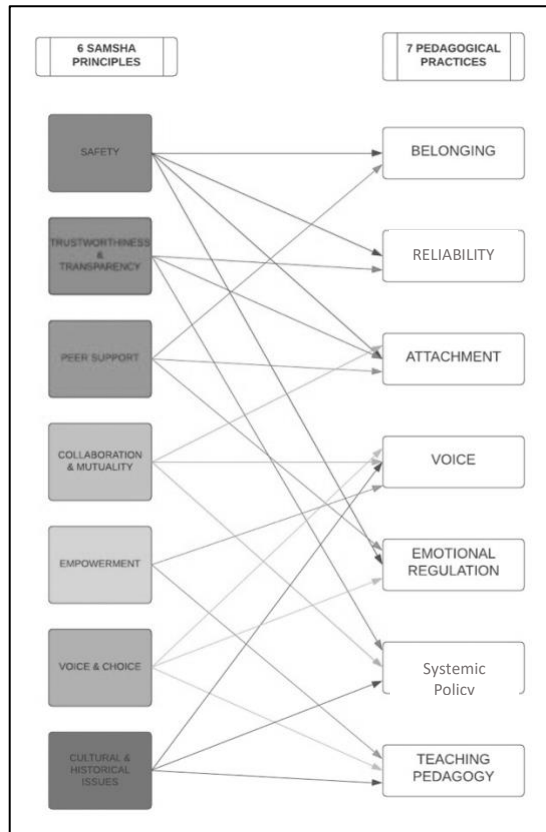 6 SAMSHA
PRINCIPLES
7 PEDAGOGICAL
PRACTICES
SAFETY
BELONGING
TRUSTWORTHINESS
&
TRANSPARENCY
RELIABILITY
PEER SUPPORT
ATTACHMENT
COLLABORATION
& MUTUALITY
VOICE
EMPOWERMENT
EMOTIONAL
REGULATION
VOICE & CHOICE
Systemic
Policy
CULTURAL &
HISTORICAL
ISSUES
TEACHING
PEDAGOGY